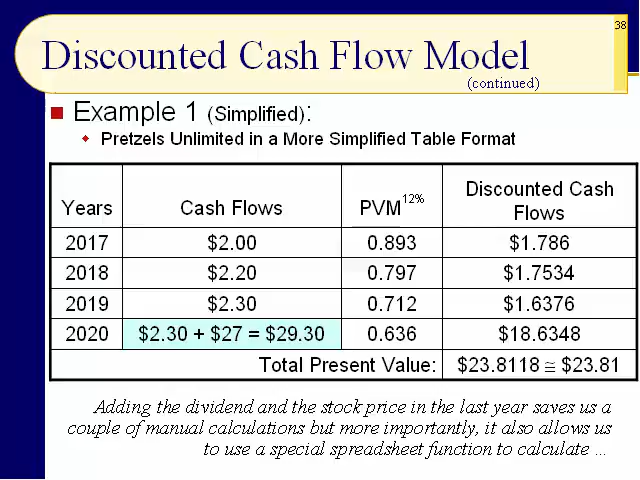 38
Discounted Cash Flow Model
(continued)
Example 1 (Simplified):
Pretzels Unlimited in a More Simplified Table Format
Years Cash Flows PVM12% Discounted Cash Flows
2017 $2.00 0.893 $1.786
2018 $2.20 0.797 $1.7534
2019 $2.30 0.712 $1.6376
2020 $2.30 + $27 = $29.30 0.636 $18.6348
Total Present Value: $23.8118 ≅ $23.81
Adding the dividend and the stock price in the last year saves us a
couple of manual calculations but more importantly, it also allows us
to use a special spreadsheet function to calculate ...